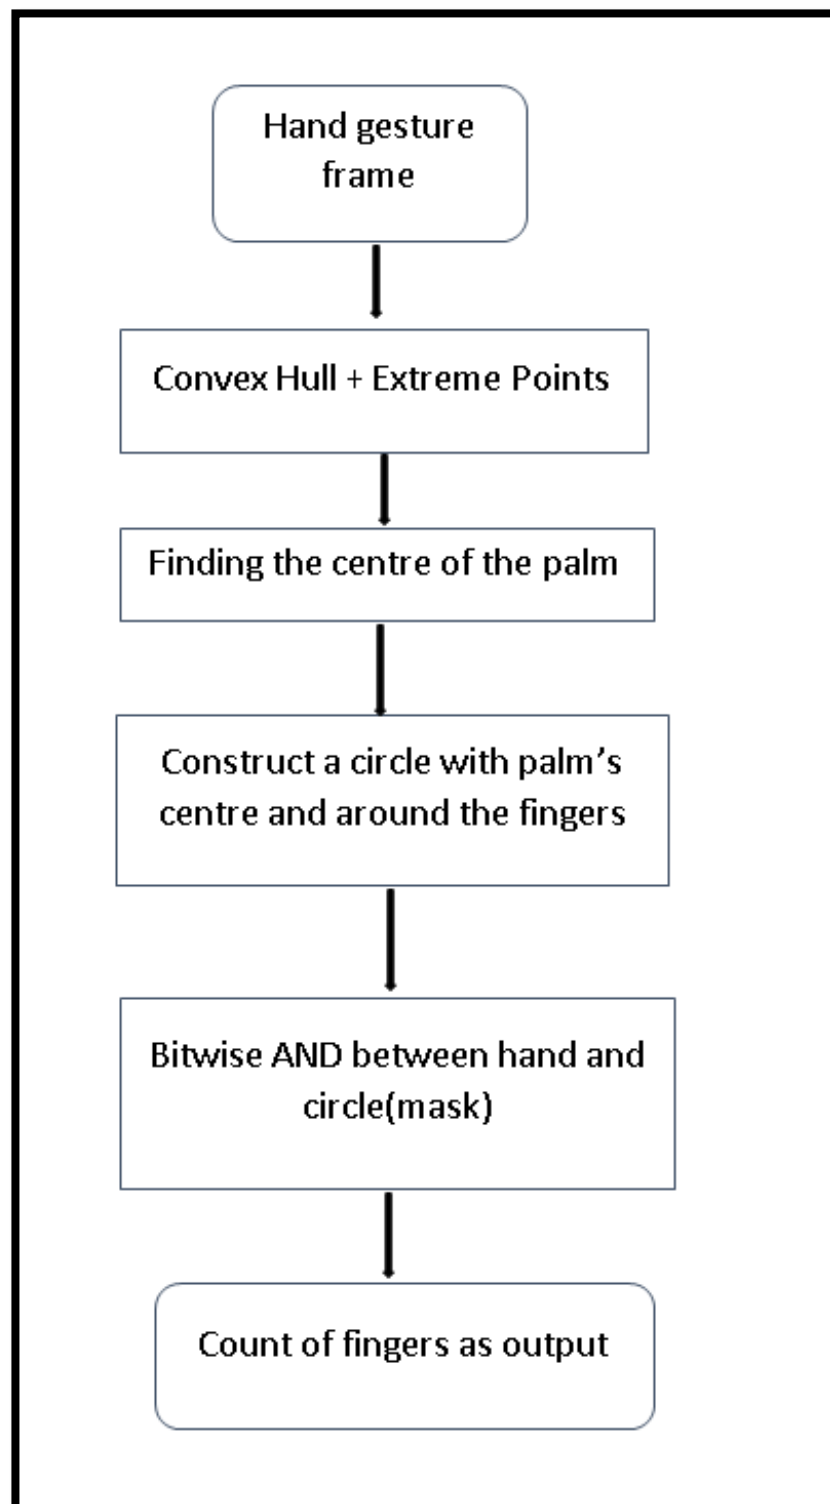 Hand gesture
frame
Convex Hull + Extreme Points
Finding the centre of the palm
Construct a circle with palm’s
centre and around the fingers
Bitwise AND between hand and
circle(mask)
Count of fingers as output